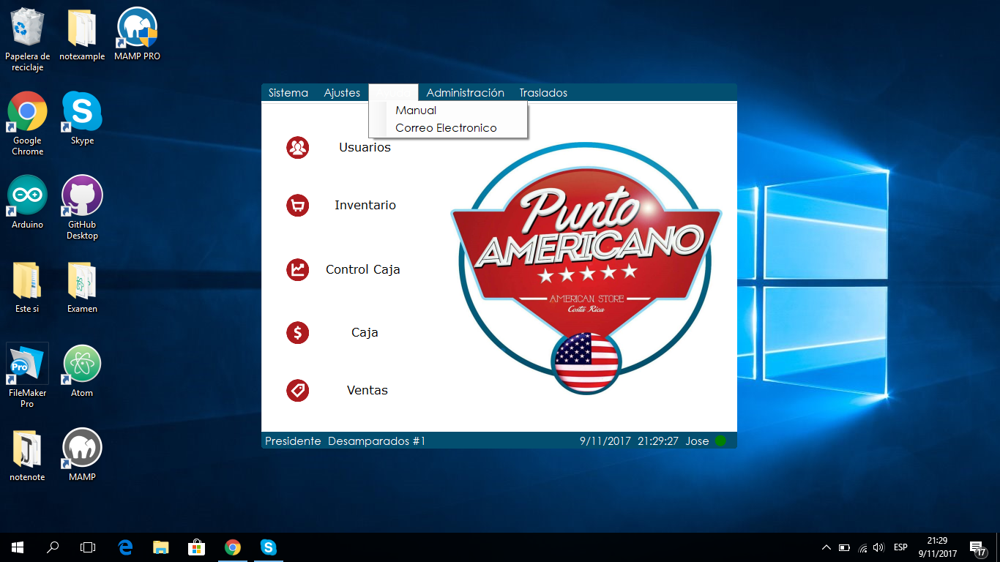 Papelera de
reciclaje
notexample
MAMP PRO
Google
Chrome
Skype
Arduino
GitHub
Desktop
Este si
Examen
Pro
FileMaker
Pro
Atom
notenote
MAMP
Sistema Ajustes Administración Traslados
Manual
Correo Electronico
Usuarios
Inventario
Control Caja
Caja
Ventas
Punto
AMERICANO
AMERICAN STORE
Costa Rica
Presidente Desamparados #1 9/11/2017 21:29:27 Jose
ESP
21:29
9/11/2017
17